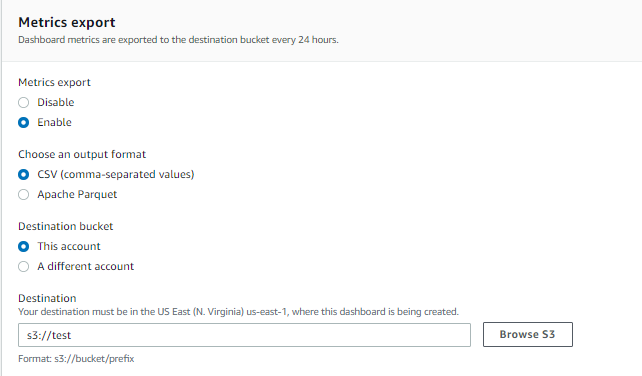 Metrics export
Dashboard metrics are exported to the destination bucket every 24 hours.
Metrics export
Disable
Enable
Choose an output format
CSV (comma-separated values)
Apache Parquet
Destination bucket
This account
A different account
Destination
Your destination must be in the US East (N. Virginia) us-east-1, where this dashboard is being created.
s3://test
Browse S3
Format: s3://bucket/prefix